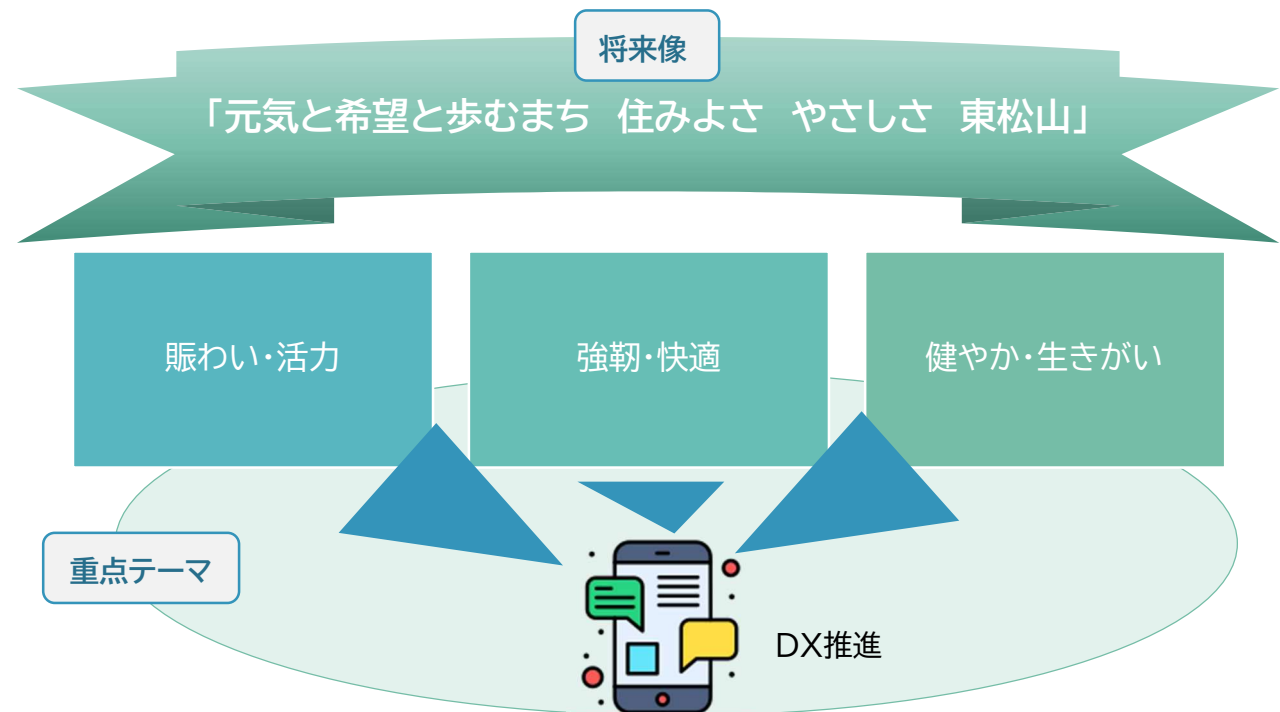 将来像
「元気と希望と歩むまち　住みよさ　やさしさ　東松山」
賑わい・活力
強靭・快適
健やか・生きがい
重点テーマ
DX推進